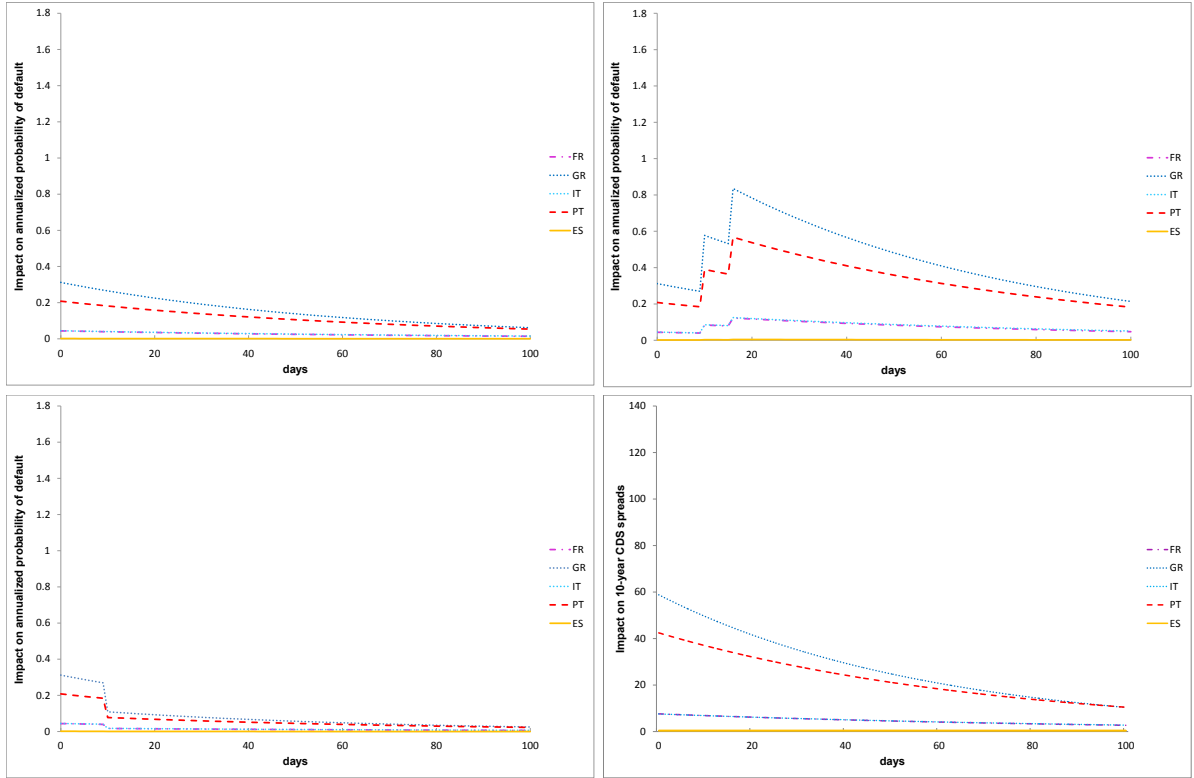 Impact on annualized probability of default
1.8
1.6
1.4
1.2
1
0.8
0.6
0.4
0.2
0
0 20 40 60 80 100
days
FR
GR
IT
PT
ES
Impact on annualized probability of default
1.8
1.6
1.4
1.2
1
0.8
0.6
0.4
0.2
0
0 20 40 60 80 100
days
FR
GR
IT
PT
ES
Impact on annualized probability of default
1.8
1.6
1.4
1.2
1
0.8
0.6
0.4
0.2
0
0 20 40 60 80 100
days
FR
GR
IT
PT
ES
Impact on 10-year CDS spreads
140
120
100
80
60
40
20
0
0 20 40 60 80 100
days
FR
GR
IT
PT
ES